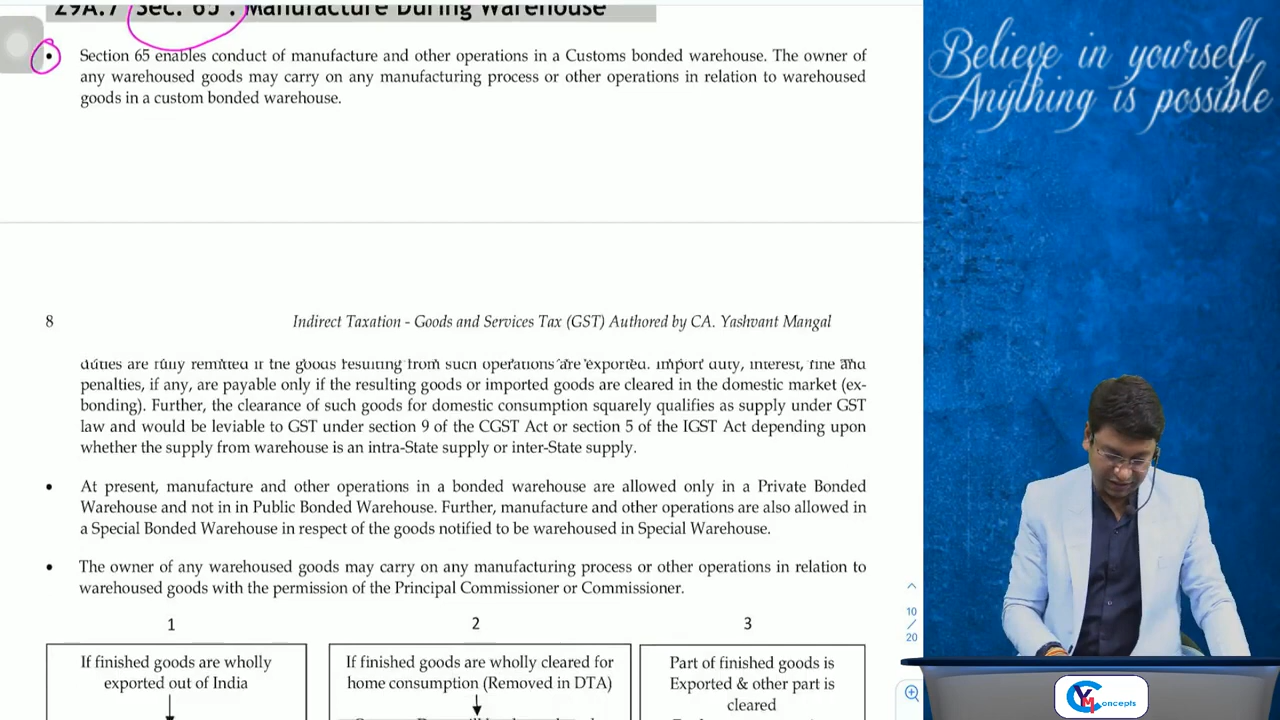 29A.7 Sec. 65 : Manufacture During Warehouse
• Section 65 enables conduct of manufacture and other operations in a Customs bonded warehouse. The owner of
any warehoused goods may carry on any manufacturing process or other operations in relation to warehoused
goods in a custom bonded warehouse.
8 Indirect Taxation - Goods and Services Tax (GST) Authored by CA. Yashvant Mangal
duties are fully remitted if the goods resulting from such operations are exported. Import duty, interest, fine and
penalties, if any, are payable only if the resulting goods or imported goods are cleared in the domestic market (ex-
bonding). Further, the clearance of such goods for domestic consumption squarely qualifies as supply under GST
law and would be leviable to GST under section 9 of the CGST Act or section 5 of the IGST Act depending upon
whether the supply from warehouse is an intra-State supply or inter-State supply.
• At present, manufacture and other operations in a bonded warehouse are allowed only in a Private Bonded
Warehouse and not in in Public Bonded Warehouse. Further, manufacture and other operations are also allowed in
a Special Bonded Warehouse in respect of the goods notified to be warehoused in Special Warehouse.
• The owner of any warehoused goods may carry on any manufacturing process or other operations in relation to
warehoused goods with the permission of the Principal Commissioner or Commissioner.
1 2 3
If finished goods are wholly
exported out of India
If finished goods are wholly cleared for
home consumption (Removed in DTA)
Part of finished goods is
Exported & other part is
cleared
10
/
20
Believe in yourself
Anything is possible
YM Concepts